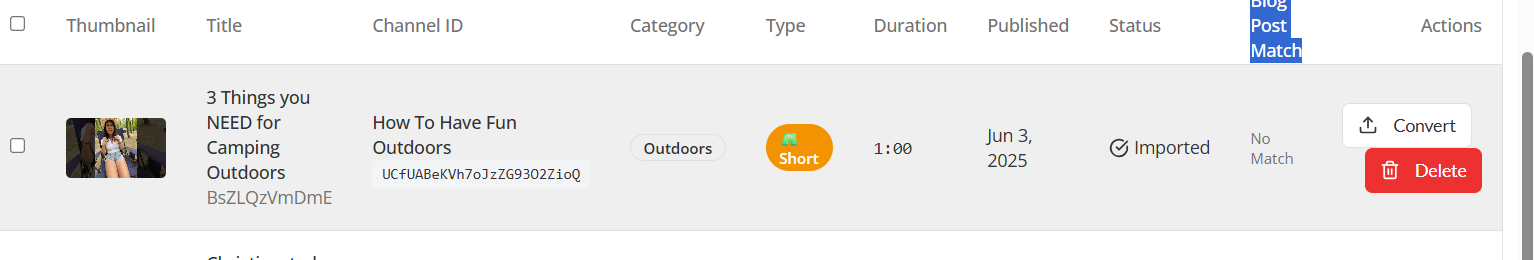 Thumbnail
Title
Channel ID
Category
Type
Duration
Published
Status
Blog
Post
Match
Actions
3 Things you
NEED for
Camping
Outdoors
BsZLQzVmDmE
How To Have Fun
Outdoors
UCfUABeKVh7oJzZG93O2ZioQ
Outdoors
Short
1:00
Jun 3,
2025
Imported
No
Match
Convert
Delete